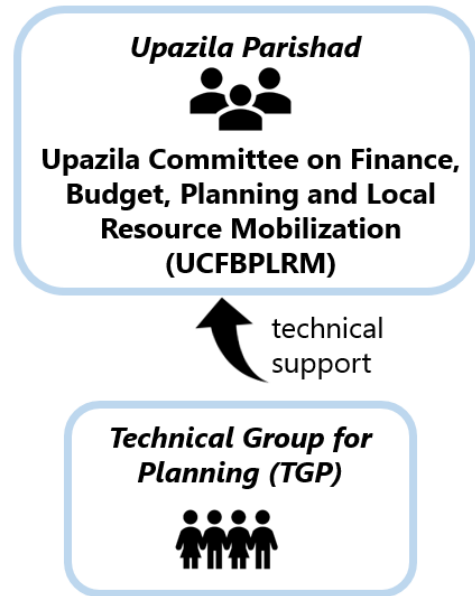 Upazila Parishad
Upazila Committee on Finance,
Budget, Planning and Local
Resource Mobilization
(UCFBPLRM)
technical
support
Technical Group for
Planning (TGP)